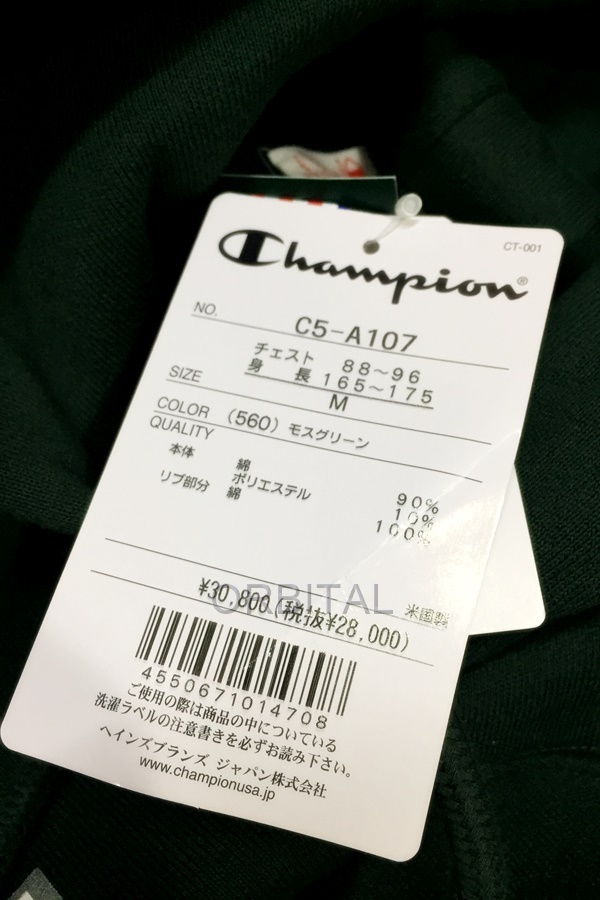 CT-001
Champion®
NO. C5-A107
チェスト 88~96
身 長 165~175
SIZE M
COLOR (560) モスグリーン
QUALITY
本体 綿 90%
ポリエステル 10%
リブ部分 綿 100%
¥30,800(税抜¥28,000) 米国製
ORBITAL
4550671014708
ご使用の際は商品の中についている
洗濯ラベルの注意書きを必ずお読み下さい。
ヘインズブランズ ジャパン株式会社
www.championusa.jp